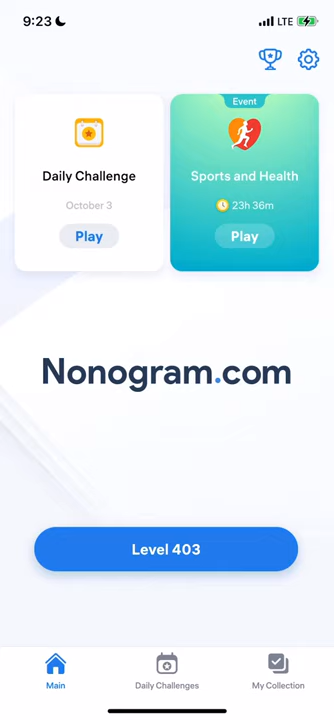 9:23
LTE
Event
Daily Challenge
Sports and Health
October 3
23h 36m
Play
Play
Nonogram.com
Level 403
Main
Daily Challenges
My Collection